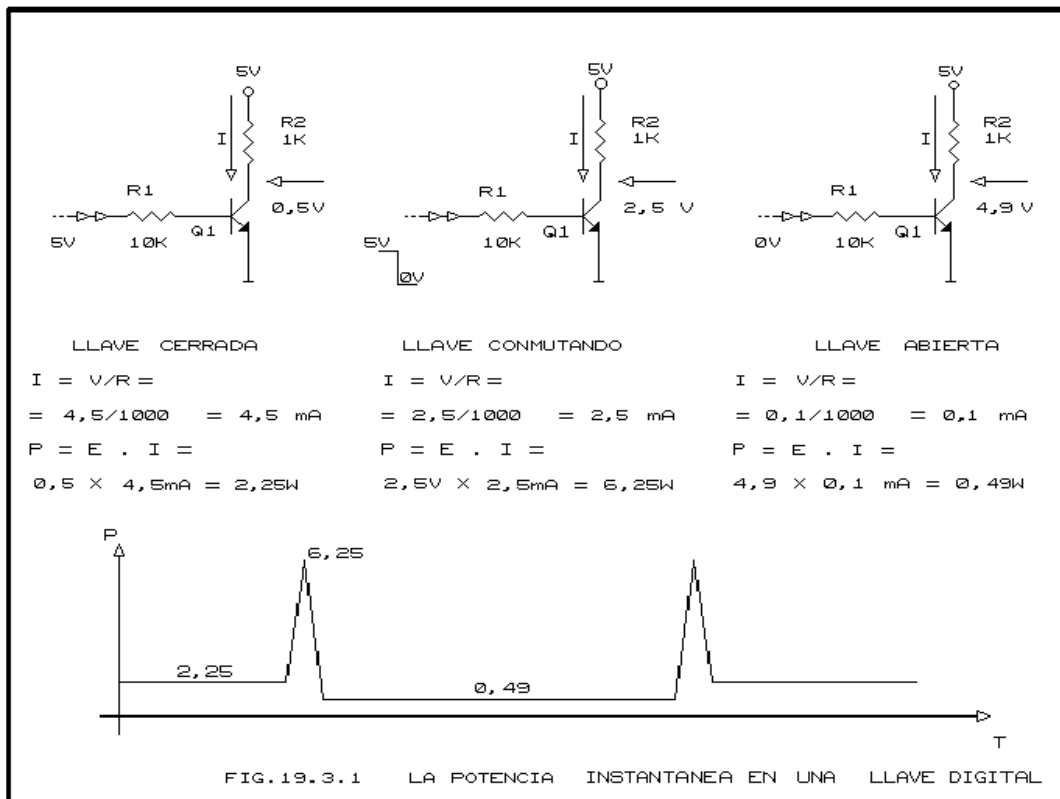 5V
R2
1K
I
R1
0,5V
5V
10K
Q1
5V
R2
1K
I
R1
2,5 V
5V
0V
10K
Q1
5V
R2
1K
I
R1
4,9 V
0V
10K
Q1
LLAVE CERRADA
I = V/R =
= 4,5/1000 = 4,5 mA
P = E . I =
0,5 X 4,5mA = 2,25W
LLAVE CONMUTANDO
I = V/R =
= 2,5/1000 = 2,5 mA
P = E . I =
2,5V X 2,5mA = 6,25W
LLAVE ABIERTA
I = V/R =
= 0,1/1000 = 0,1 mA
P = E . I =
4,9 X 0,1 mA = 0,49W
P
6,25
2,25
0,49
T
FIG.19.3.1 LA POTENCIA INSTANTANEA EN UNA LLAVE DIGITAL